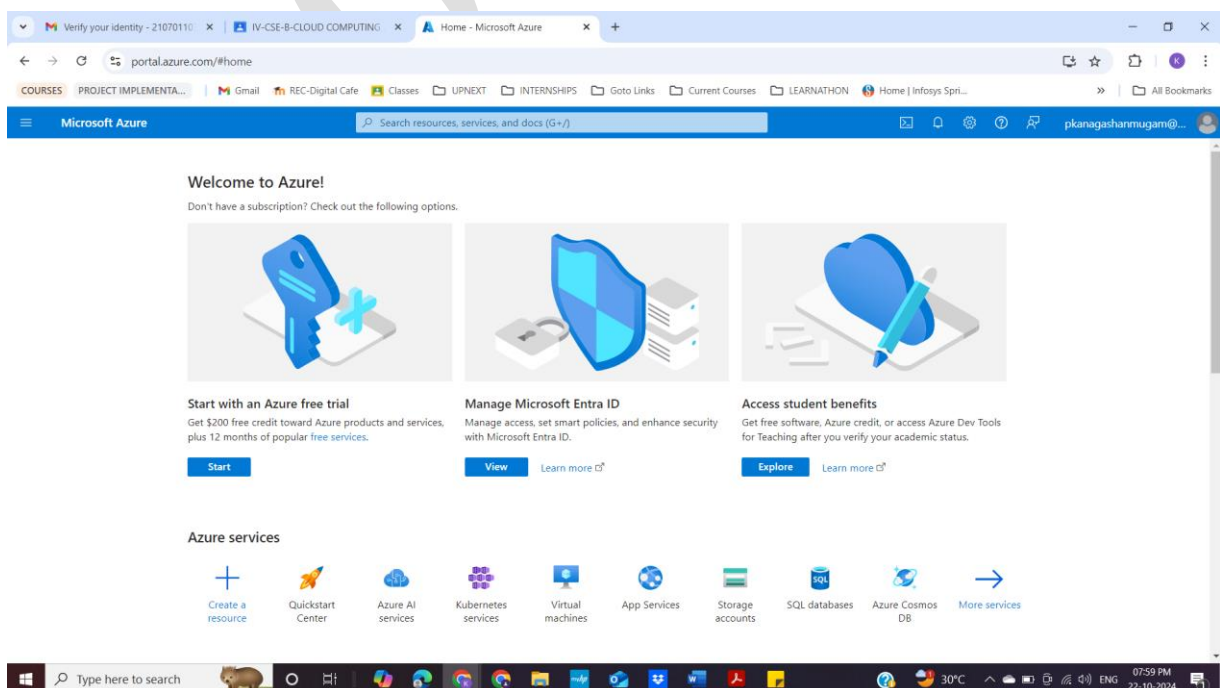 Verify your identity - 21070110
IV-CSE-B-CLOUD COMPUTING
Home - Microsoft Azure
portal.azure.com/#home
K
COURSES
PROJECT IMPLEMENTA...
Gmail
REC-Digital Cafe
Classes
UPNEXT
INTERNSHIPS
Goto Links
Current Courses
LEARNATHON
Home | Infosys Spri...
»
All Bookmarks
Microsoft Azure
Search resources, services, and docs (G+/)
pkanagashanmugam@...
Welcome to Azure!
Don't have a subscription? Check out the following options.
Start with an Azure free trial
Get $200 free credit toward Azure products and services,
plus 12 months of popular free services.
Start
Manage Microsoft Entra ID
Manage access, set smart policies, and enhance security
with Microsoft Entra ID.
View
Learn more
Access student benefits
Get free software, Azure credit, or access Azure Dev Tools
for Teaching after you verify your academic status.
Explore
Learn more
Azure services
Create a
resource
Quickstart
Center
Azure AI
services
Kubernetes
services
Virtual
machines
App Services
Storage
accounts
SQL
SQL databases
Azure Cosmos
DB
More services
Type here to search
30°C
ENG
07:59 PM
22-10-2024